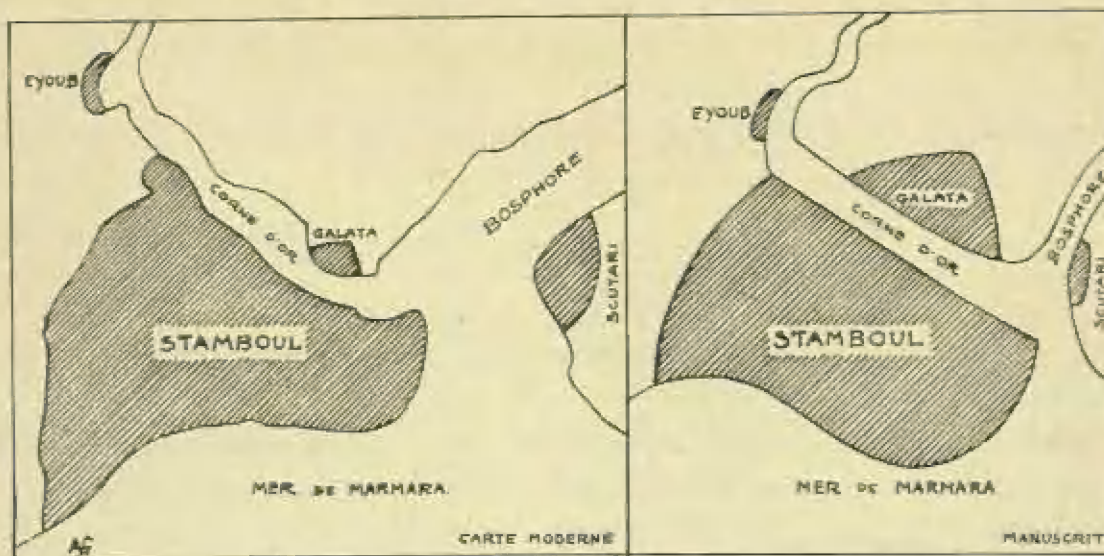 EYOUB
CORNE D'OR
GALATA
BOSPHORE
SCUTARI
STAMBOUL
MER DE MARMARA
AG
CARTE MODERNE
EYOUB
GALATA
CORNE D'OR
BOSPHORE
SCUTARI
STAMBOUL
MER DE MARMARA
MANUSCRIT